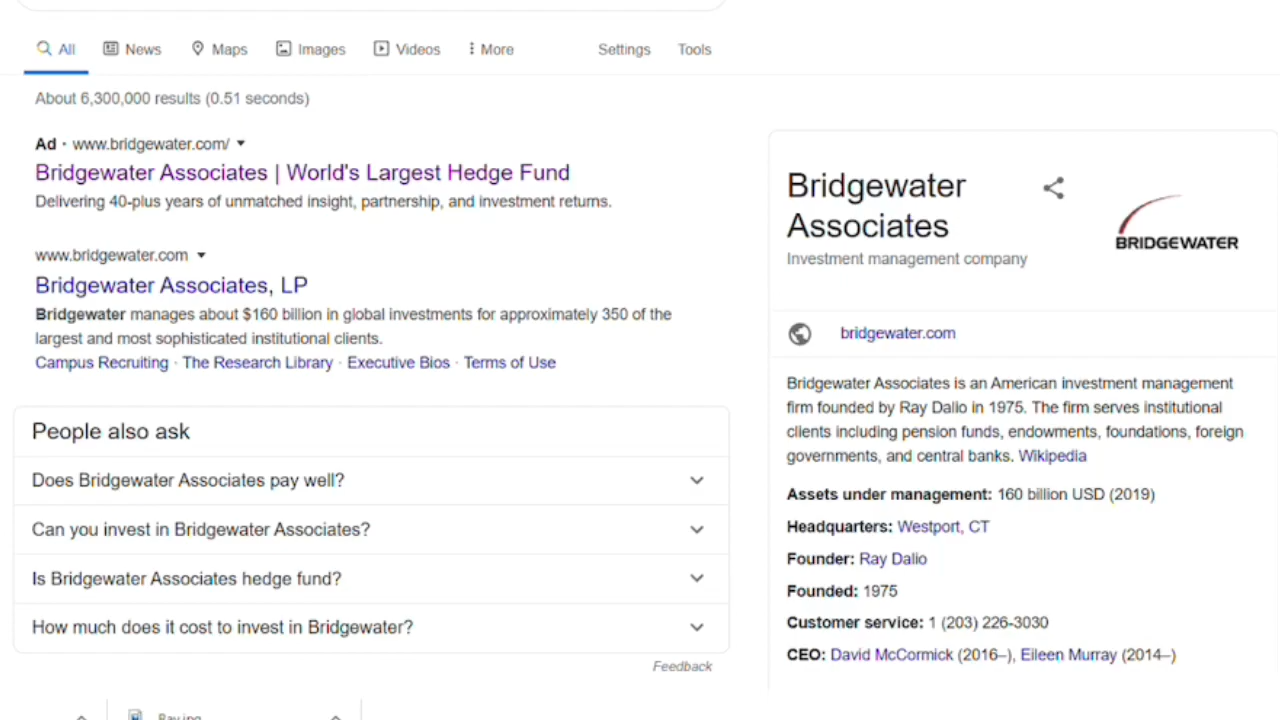 All News Maps Images Videos More Settings Tools
About 6,300,000 results (0.51 seconds)
Ad · www.bridgewater.com/
Bridgewater Associates | World's Largest Hedge Fund
Delivering 40-plus years of unmatched insight, partnership, and investment returns.
www.bridgewater.com
Bridgewater Associates, LP
Bridgewater manages about $160 billion in global investments for approximately 350 of the
largest and most sophisticated institutional clients.
Campus Recruiting · The Research Library · Executive Bios · Terms of Use
People also ask
Does Bridgewater Associates pay well?
Can you invest in Bridgewater Associates?
Is Bridgewater Associates hedge fund?
How much does it cost to invest in Bridgewater?
Feedback
Bridgewater
Associates
Investment management company
BRIDGEWATER
bridgewater.com
Bridgewater Associates is an American investment management
firm founded by Ray Dalio in 1975. The firm serves institutional
clients including pension funds, endowments, foundations, foreign
governments, and central banks. Wikipedia
Assets under management: 160 billion USD (2019)
Headquarters: Westport, CT
Founder: Ray Dalio
Founded: 1975
Customer service: 1 (203) 226-3030
CEO: David McCormick (2016–), Eileen Murray (2014–)